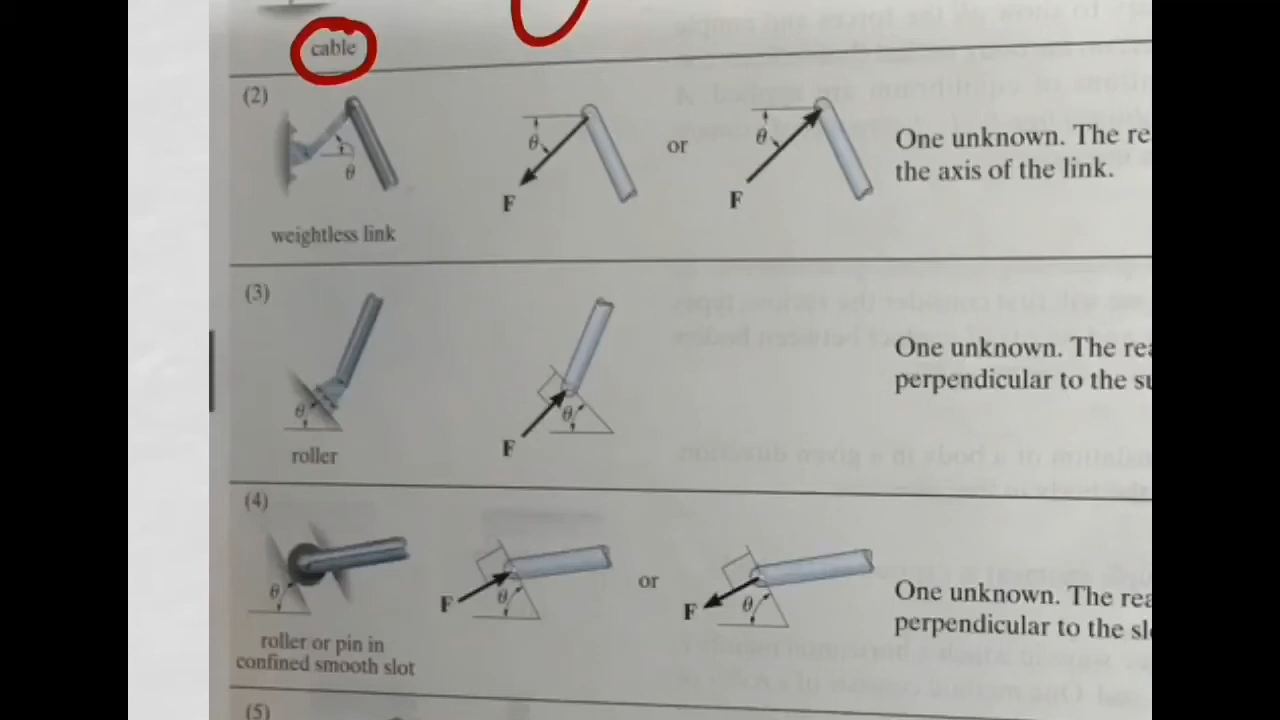 cable
(2)
θ
θ
F
or
θ
F
One unknown. The re
the axis of the link.
weightless link
(3)
θ
θ
F
One unknown. The rea
perpendicular to the su
roller
(4)
θ
θ
F
or
θ
F
One unknown. The rea
perpendicular to the sl
roller or pin in
confined smooth slot
(5)